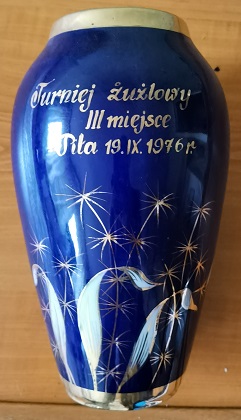 Turniej żużlowy
III miejsce
Piła 19.IX.1976 r.